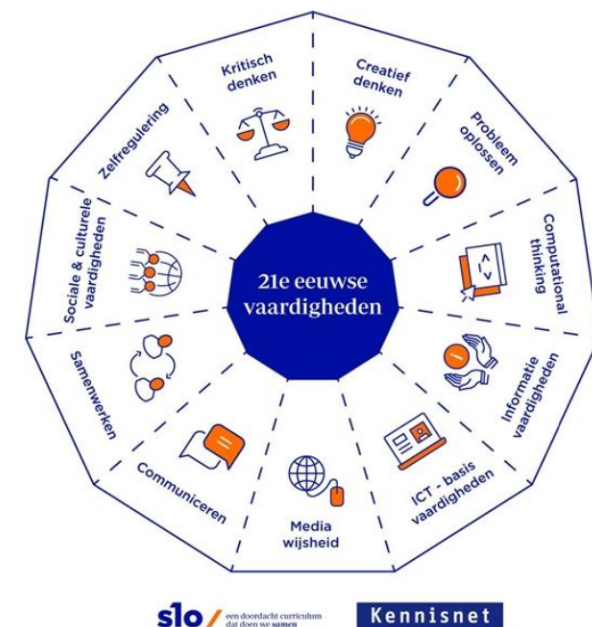 Kritisch
denken
Creatief
denken
Probleem
oplossen
Computational
thinking
Informatie
vaardigheden
ICT - basis
vaardigheden
Media
wijsheid
Communiceren
Samenwerken
Sociale & culturele
vaardigheden
Zelfregulering
21e eeuwse
vaardigheden
slo
een doordacht curriculum
dat doen we samen
Kennisnet